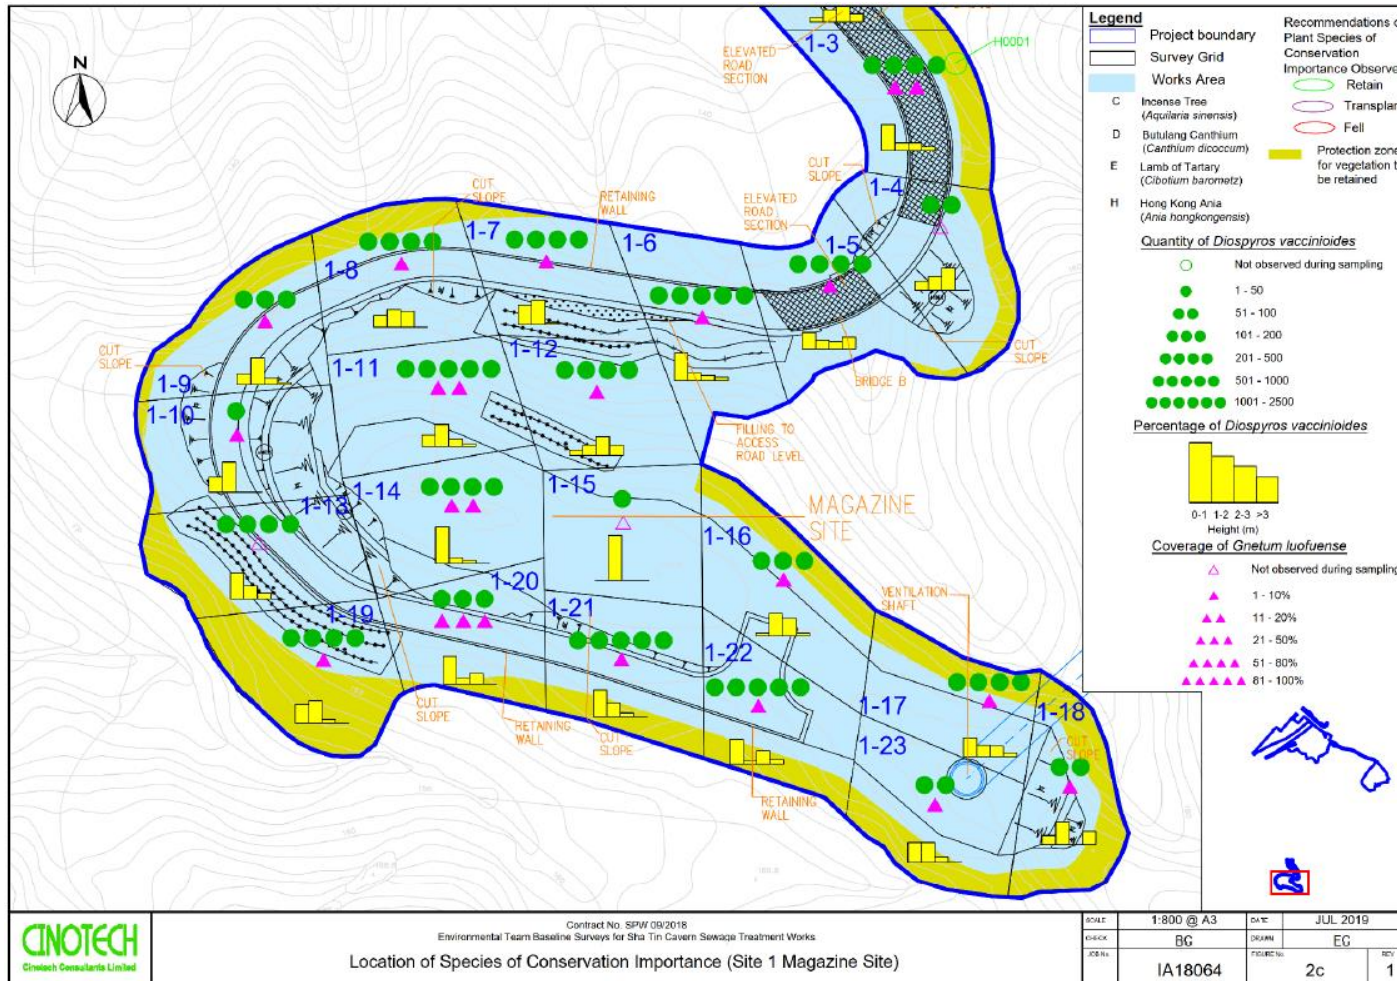 N
1-3
ELEVATED
ROAD
SECTION
H0001
CUT
SLOPE
1-4
ELEVATED
ROAD
SECTION
1-5
CUT
SLOPE
RETAINING
WALL
1-7
1-6
1-8
CUT
SLOPE
1-9
1-10
1-11
1-12
BRIDGE B
CUT
SLOPE
FILLING TO
ACCESS
ROAD LEVEL
1-13
1-14
1-15
MAGAZINE
SITE
1-16
VENTILATION
SHAFT
1-19
1-20
1-21
1-22
1-17
1-18
1-23
CUT
SLOPE
CUT
SLOPE
RETAINING
WALL
CUT
SLOPE
RETAINING
WALL
Legend
Project boundary
Survey Grid
Works Area
C Incense Tree
(Aquilaria sinensis)
D Butulang Canthium
(Canthium dicoccum)
E Lamb of Tartary
(Cibotium barometz)
H Hong Kong Ania
(Ania hongkongensis)
Recommendations o
Plant Species of
Conservation
Importance Observe
Retain
Transplan
Fell
Protection zone
for vegetation t
be retained
Quantity of Diospyros vaccinioides
Not observed during sampling
1 - 50
51 - 100
101 - 200
201 - 500
501 - 1000
1001 - 2500
Percentage of Diospyros vaccinioides
0-1 1-2 2-3 >3
Height (m)
Coverage of Gnetum luofuense
Not observed during sampling
1 - 10%
11 - 20%
21 - 50%
51 - 80%
81 - 100%
CINOTECH
Cinotech Consultants Limited
Contract No. SPW 09/2018
Environmental Team Baseline Surveys for Sha Tin Cavern Sewage Treatment Works
Location of Species of Conservation Importance (Site 1 Magazine Site)
SCALE 1:800 @ A3 DATE JUL 2019
CHECK BG DRAWN EG
JOB No. IA18064 FIGURE No. 2c REV 1